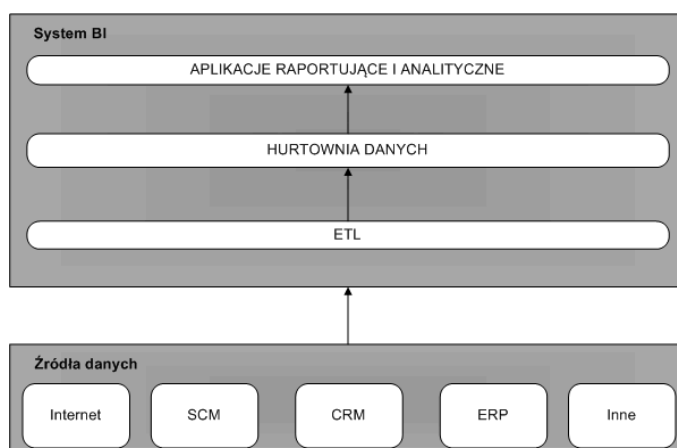 System BI
APLIKACJE RAPORTUJĄCE I ANALITYCZNE
HURTOWNIA DANYCH
ETL
Źródła danych
Internet
SCM
CRM
ERP
Inne